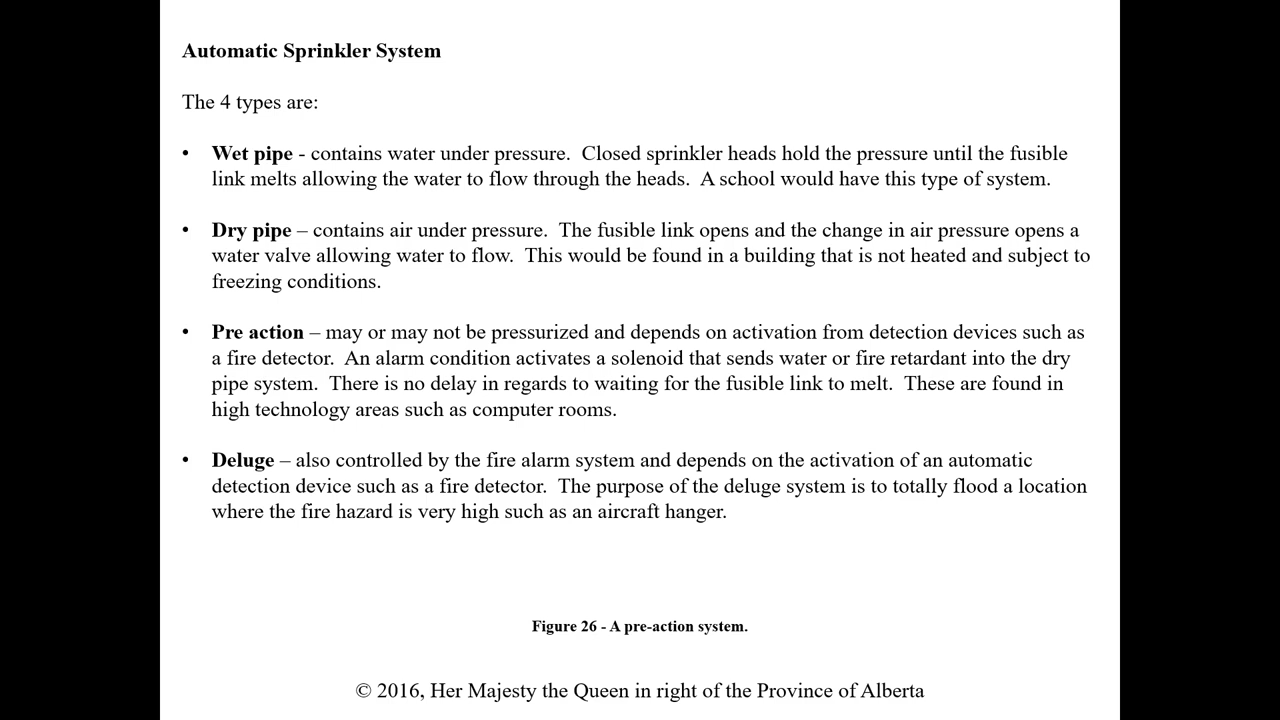 Automatic Sprinkler System
The 4 types are:
• Wet pipe - contains water under pressure.  Closed sprinkler heads hold the pressure until the fusible
link melts allowing the water to flow through the heads.  A school would have this type of system.
• Dry pipe – contains air under pressure.  The fusible link opens and the change in air pressure opens a
water valve allowing water to flow.  This would be found in a building that is not heated and subject to
freezing conditions.
• Pre action – may or may not be pressurized and depends on activation from detection devices such as
a fire detector.  An alarm condition activates a solenoid that sends water or fire retardant into the dry
pipe system.  There is no delay in regards to waiting for the fusible link to melt.  These are found in
high technology areas such as computer rooms.
• Deluge – also controlled by the fire alarm system and depends on the activation of an automatic
detection device such as a fire detector.  The purpose of the deluge system is to totally flood a location
where the fire hazard is very high such as an aircraft hanger.
Figure 26 - A pre-action system.
© 2016, Her Majesty the Queen in right of the Province of Alberta